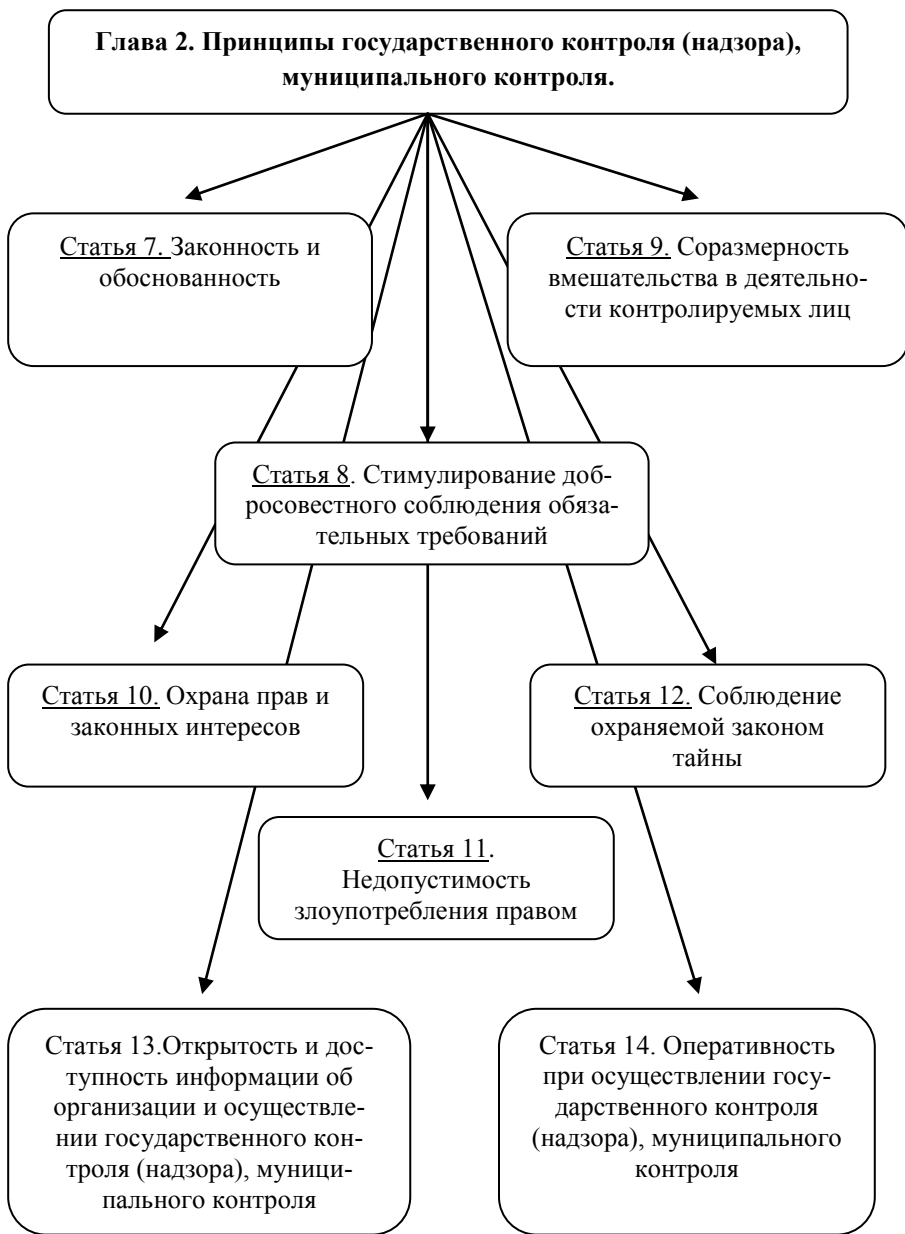 Глава 2. Принципы государственного контроля (надзора),
муниципального контроля.
Статья 7. Законность и
обоснованность
Статья 9. Соразмерность
вмешательства в деятельно-
сти контролируемых лиц
Статья 8. Стимулирование доб-
росовестного соблюдения обяза-
тельных требований
Статья 10. Охрана прав и
законных интересов
Статья 12. Соблюдение
охраняемой законом
тайны
Статья 11.
Недопустимость
злоупотребления правом
Статья 13.Открытость и дос-
тупность информации об
организации и осуществле-
нии государственного кон-
троля (надзора), муници-
пального контроля
Статья 14. Оперативность
при осуществлении госу-
дарственного контроля
(надзора), муниципального
контроля